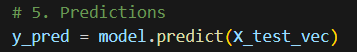 # 5. Predictions
y_pred = model.predict(X_test_vec)